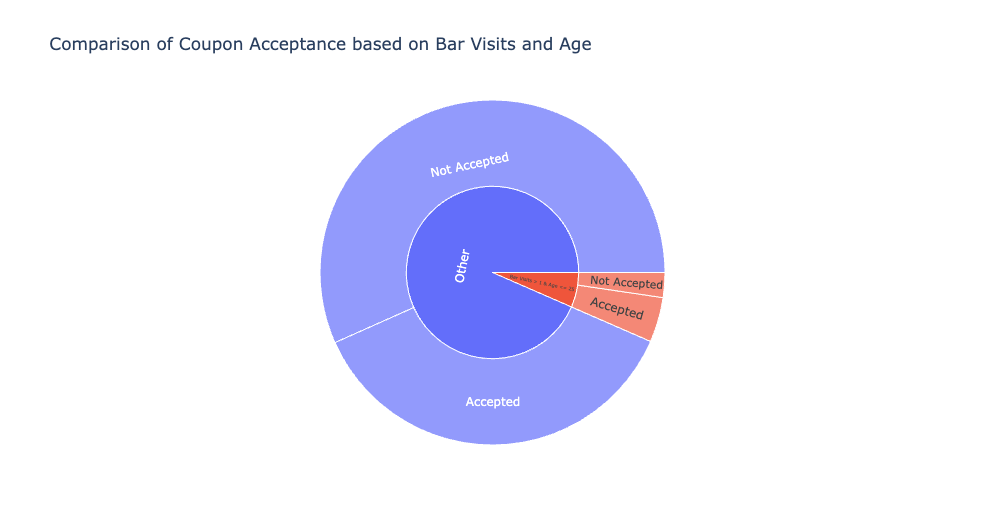 Comparison of Coupon Acceptance based on Bar Visits and Age
Not Accepted
Other
Bar Visits > 1 & Age
Not Accepted
Accepted
Accepted